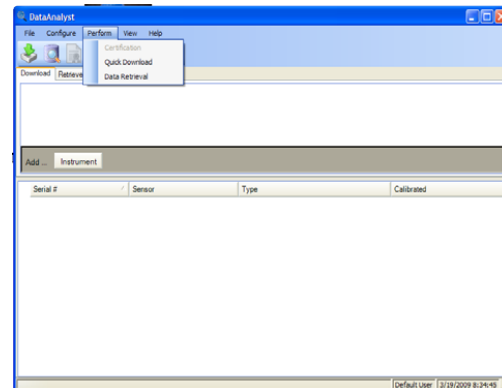 DataAnalyst
File Configure Perform View Help
Certification
Quick Download
Data Retrieval
Download Retrieve
Add ... Instrument
Serial # Sensor Type Calibrated
Default User 3/19/2009 8:34:45